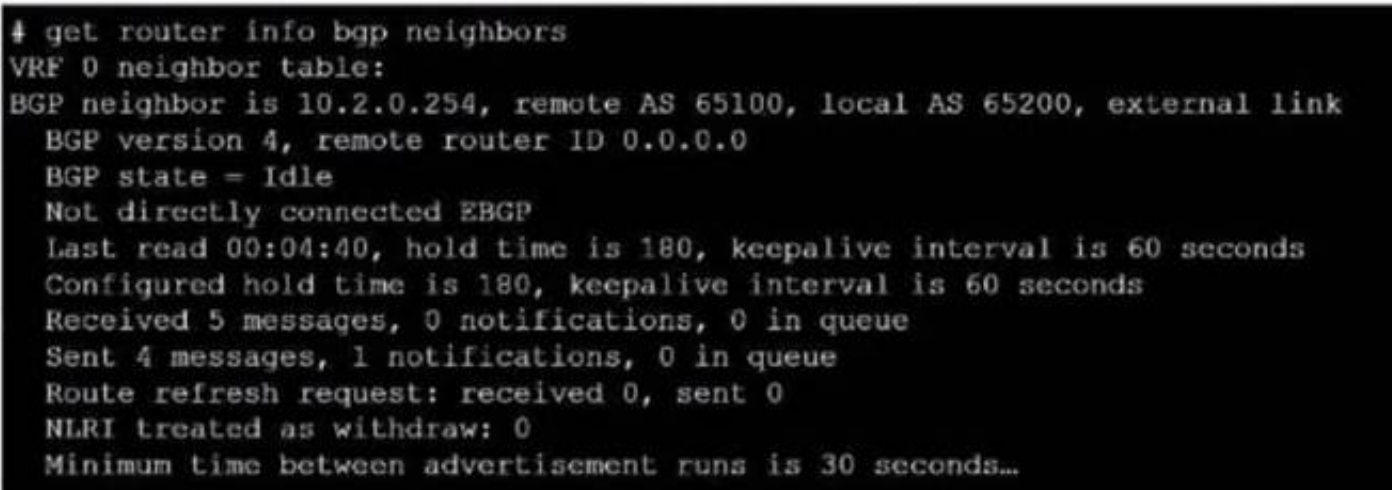 # get router info bgp neighbors
VRF 0 neighbor table:
BGP neighbor is 10.2.0.254, remote AS 65100, local AS 65200, external link
BGP version 4, remote router ID 0.0.0.0
BGP state = Idle
Not directly connected EBGP
Last read 00:04:40, hold time is 180, keepalive interval is 60 seconds
Configured hold time is 180, keepalive interval is 60 seconds
Received 5 messages, 0 notifications, 0 in queue
Sent 4 messages, 1 notifications, 0 in queue
Route refresh request: received 0, sent 0
NLRI treated as withdraw: 0
Minimum time between advertisement runs is 30 seconds…